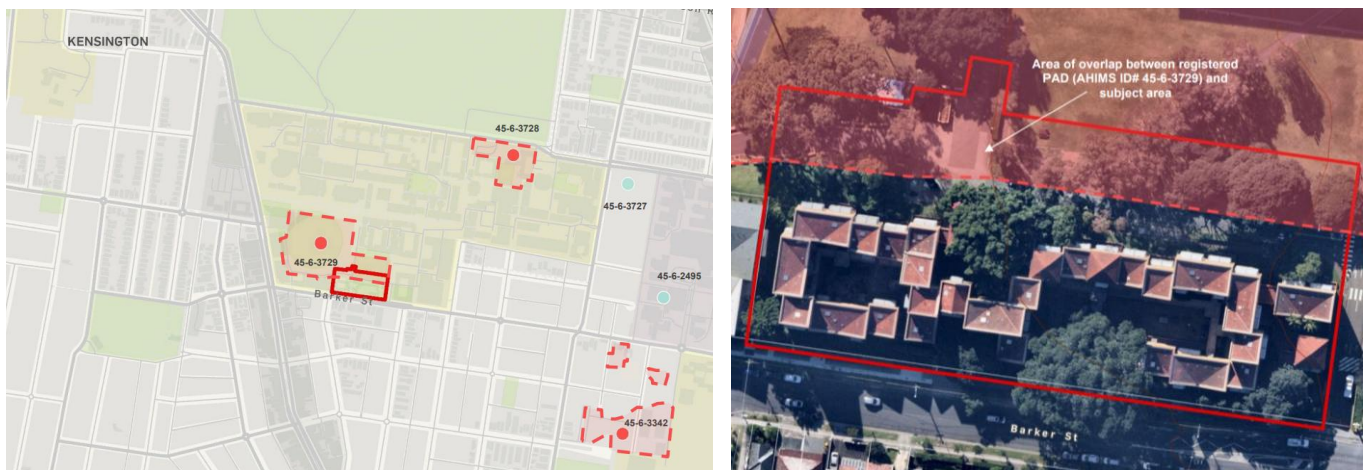 KENSINGTON
45-6-3728
45-6-3727
45-6-3729
45-6-2495
Barker St
45-6-3342
Area of overlap between registered
PAD (AHIMS ID# 45-6-3729) and
subject area
Barker St